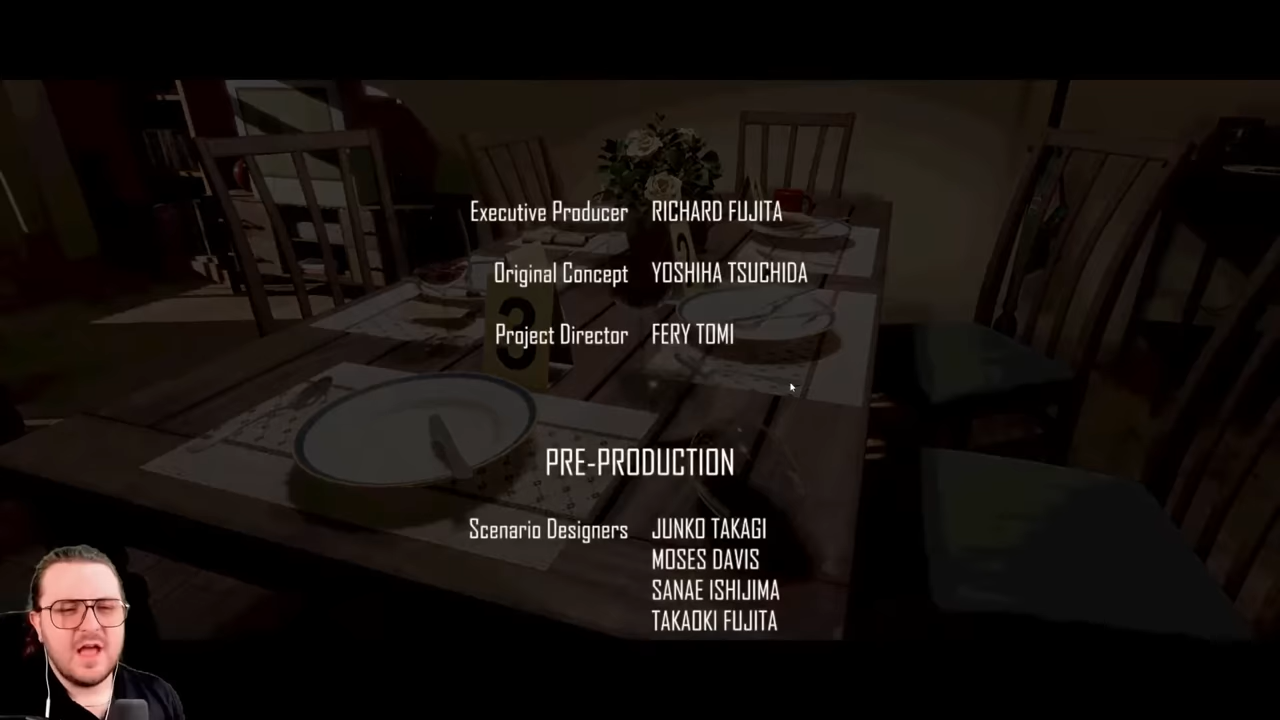 Executive Producer RICHARD FUJITA
Original Concept YOSHIHA TSUCHIDA
Project Director FERY TOMI
3
PRE-PRODUCTION
Scenario Designers JUNKO TAKAGI
MOSES DAVIS
SANAE ISHIJIMA
TAKAOKI FUJITA